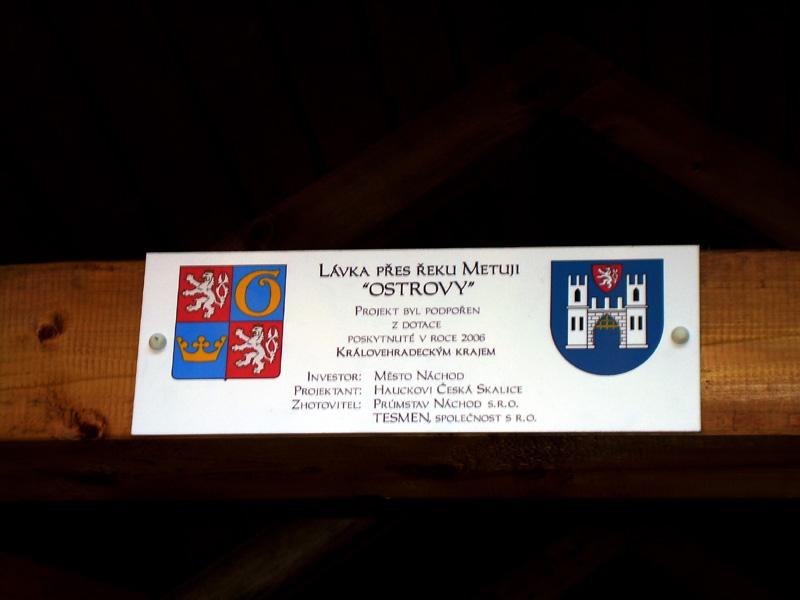 LÁVKA PŘES ŘEKU METUJI
“OSTROVY”
PROJEKT BYL PODPOŘEN
Z DOTACE
POSKYTNUTÉ V ROCE 2006
KRÁLOVEHRADECKÝM KRAJEM
INVESTOR: MĚSTO NÁCHOD
PROJEKTANT: HAUCKOVI ČESKÁ SKALICE
ZHOTOVITEL: PRŮMSTAV NÁCHOD S.R.O.
TESMEN, SPOLEČNOST S R.O.
O